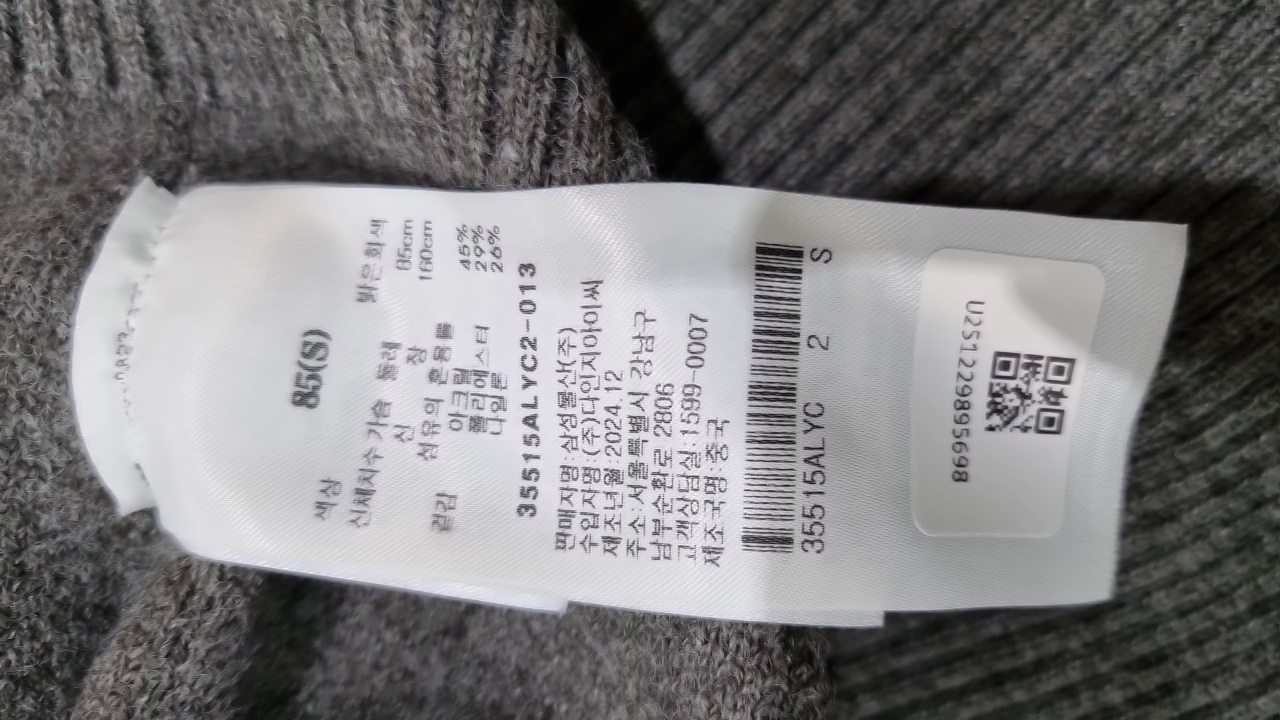 85(S)
색상 밝은회색
신체치수 가슴 둘레 85cm
신 장 160cm
섬유의 혼용률
겉감 아크릴 45%
폴리에스터 29%
나일론 26%
35515ALYC2-013
판매자명:삼성물산(주)
수입자명:(주)다인지아이씨
제조년월:2024.12
주소:서울특별시 강남구
남부순환로 2806
고객상담실:1599-0007
제조국명:중국
35515ALYC 2 S
U251229895698